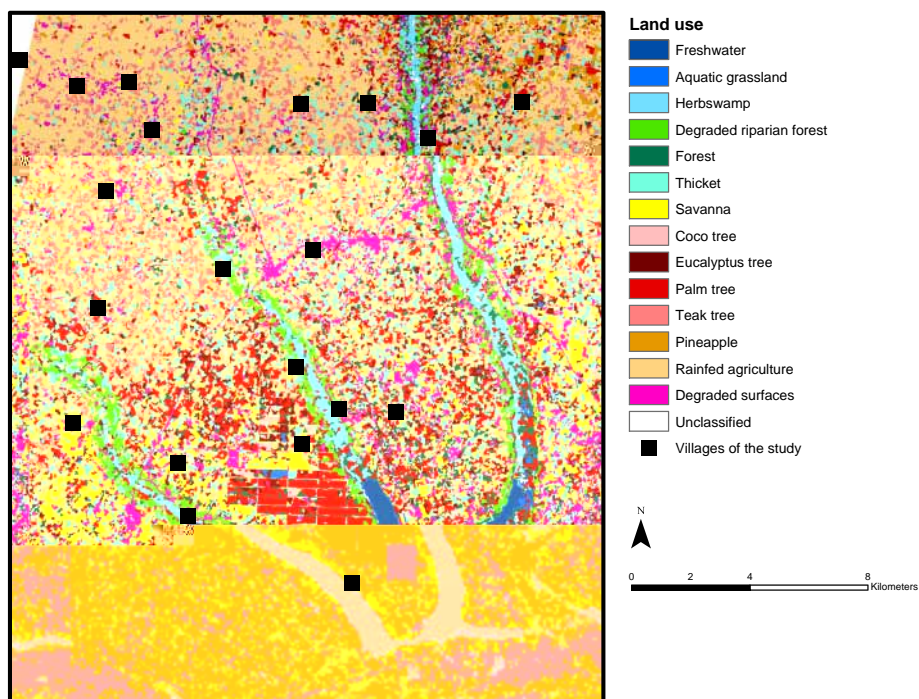 Land use
Freshwater
Aquatic grassland
Herbswamp
Degraded riparian forest
Forest
Thicket
Savanna
Coco tree
Eucalyptus tree
Palm tree
Teak tree
Pineapple
Rainfed agriculture
Degraded surfaces
Unclassified
Villages of the study
N
0 2 4 8
Kilometers